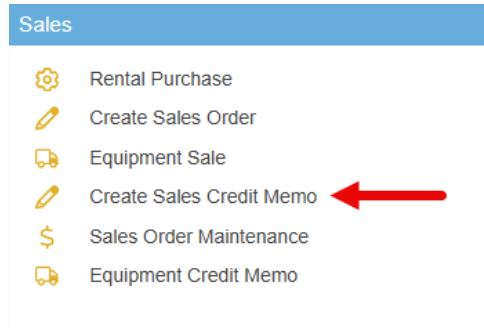 Sales
Rental Purchase
Create Sales Order
Equipment Sale
Create Sales Credit Memo
$ Sales Order Maintenance
Equipment Credit Memo